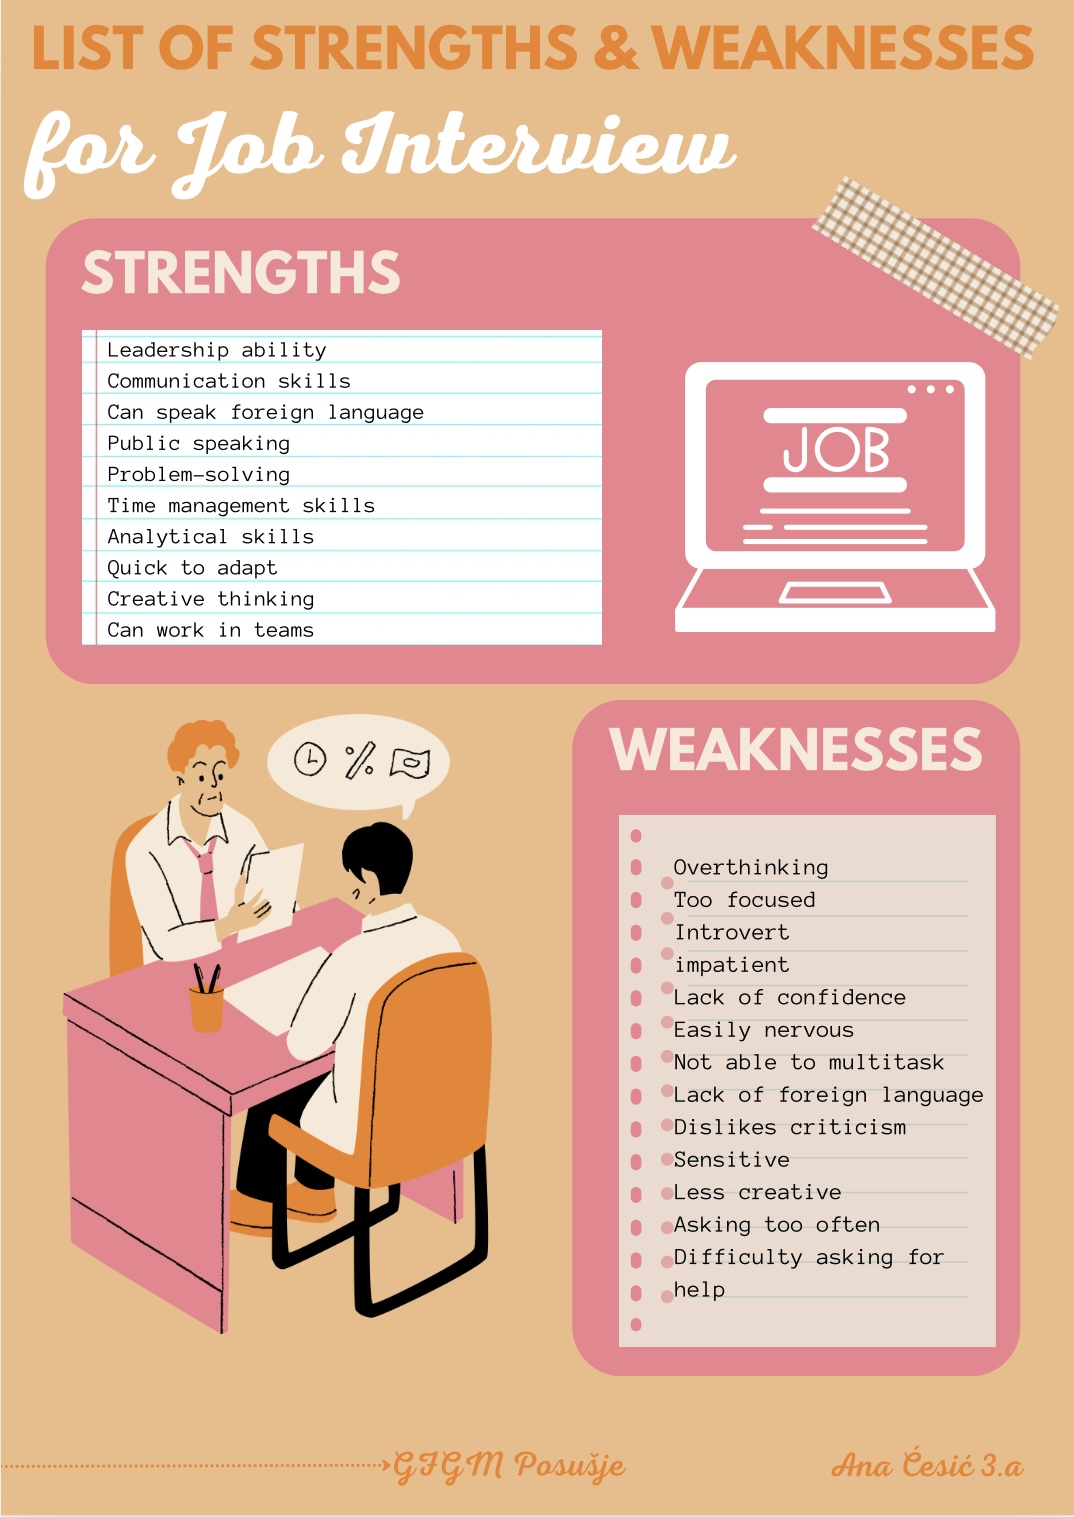 LIST OF STRENGTHS & WEAKNESSES
for Job Interview
STRENGTHS
Leadership ability
Communication skills
Can speak foreign language
Public speaking
Problem-solving
Time management skills
Analytical skills
Quick to adapt
Creative thinking
Can work in teams
JOB
WEAKNESSES
Overthinking
Too focused
Introvert
impatient
Lack of confidence
Easily nervous
Not able to multitask
Lack of foreign language
Dislikes criticism
Sensitive
Less creative
Asking too often
Difficulty asking for
help
GFGM Posušje
Ana Ćesić 3.a